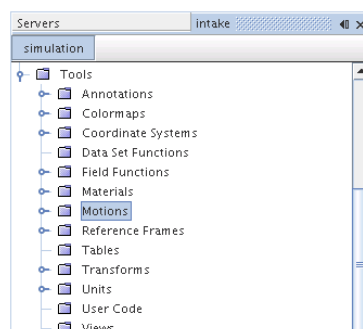 Servers
intake
simulation
Tools
Annotations
Colormaps
Coordinate Systems
Data Set Functions
Field Functions
Materials
Motions
Reference Frames
Tables
Transforms
Units
User Code
Views